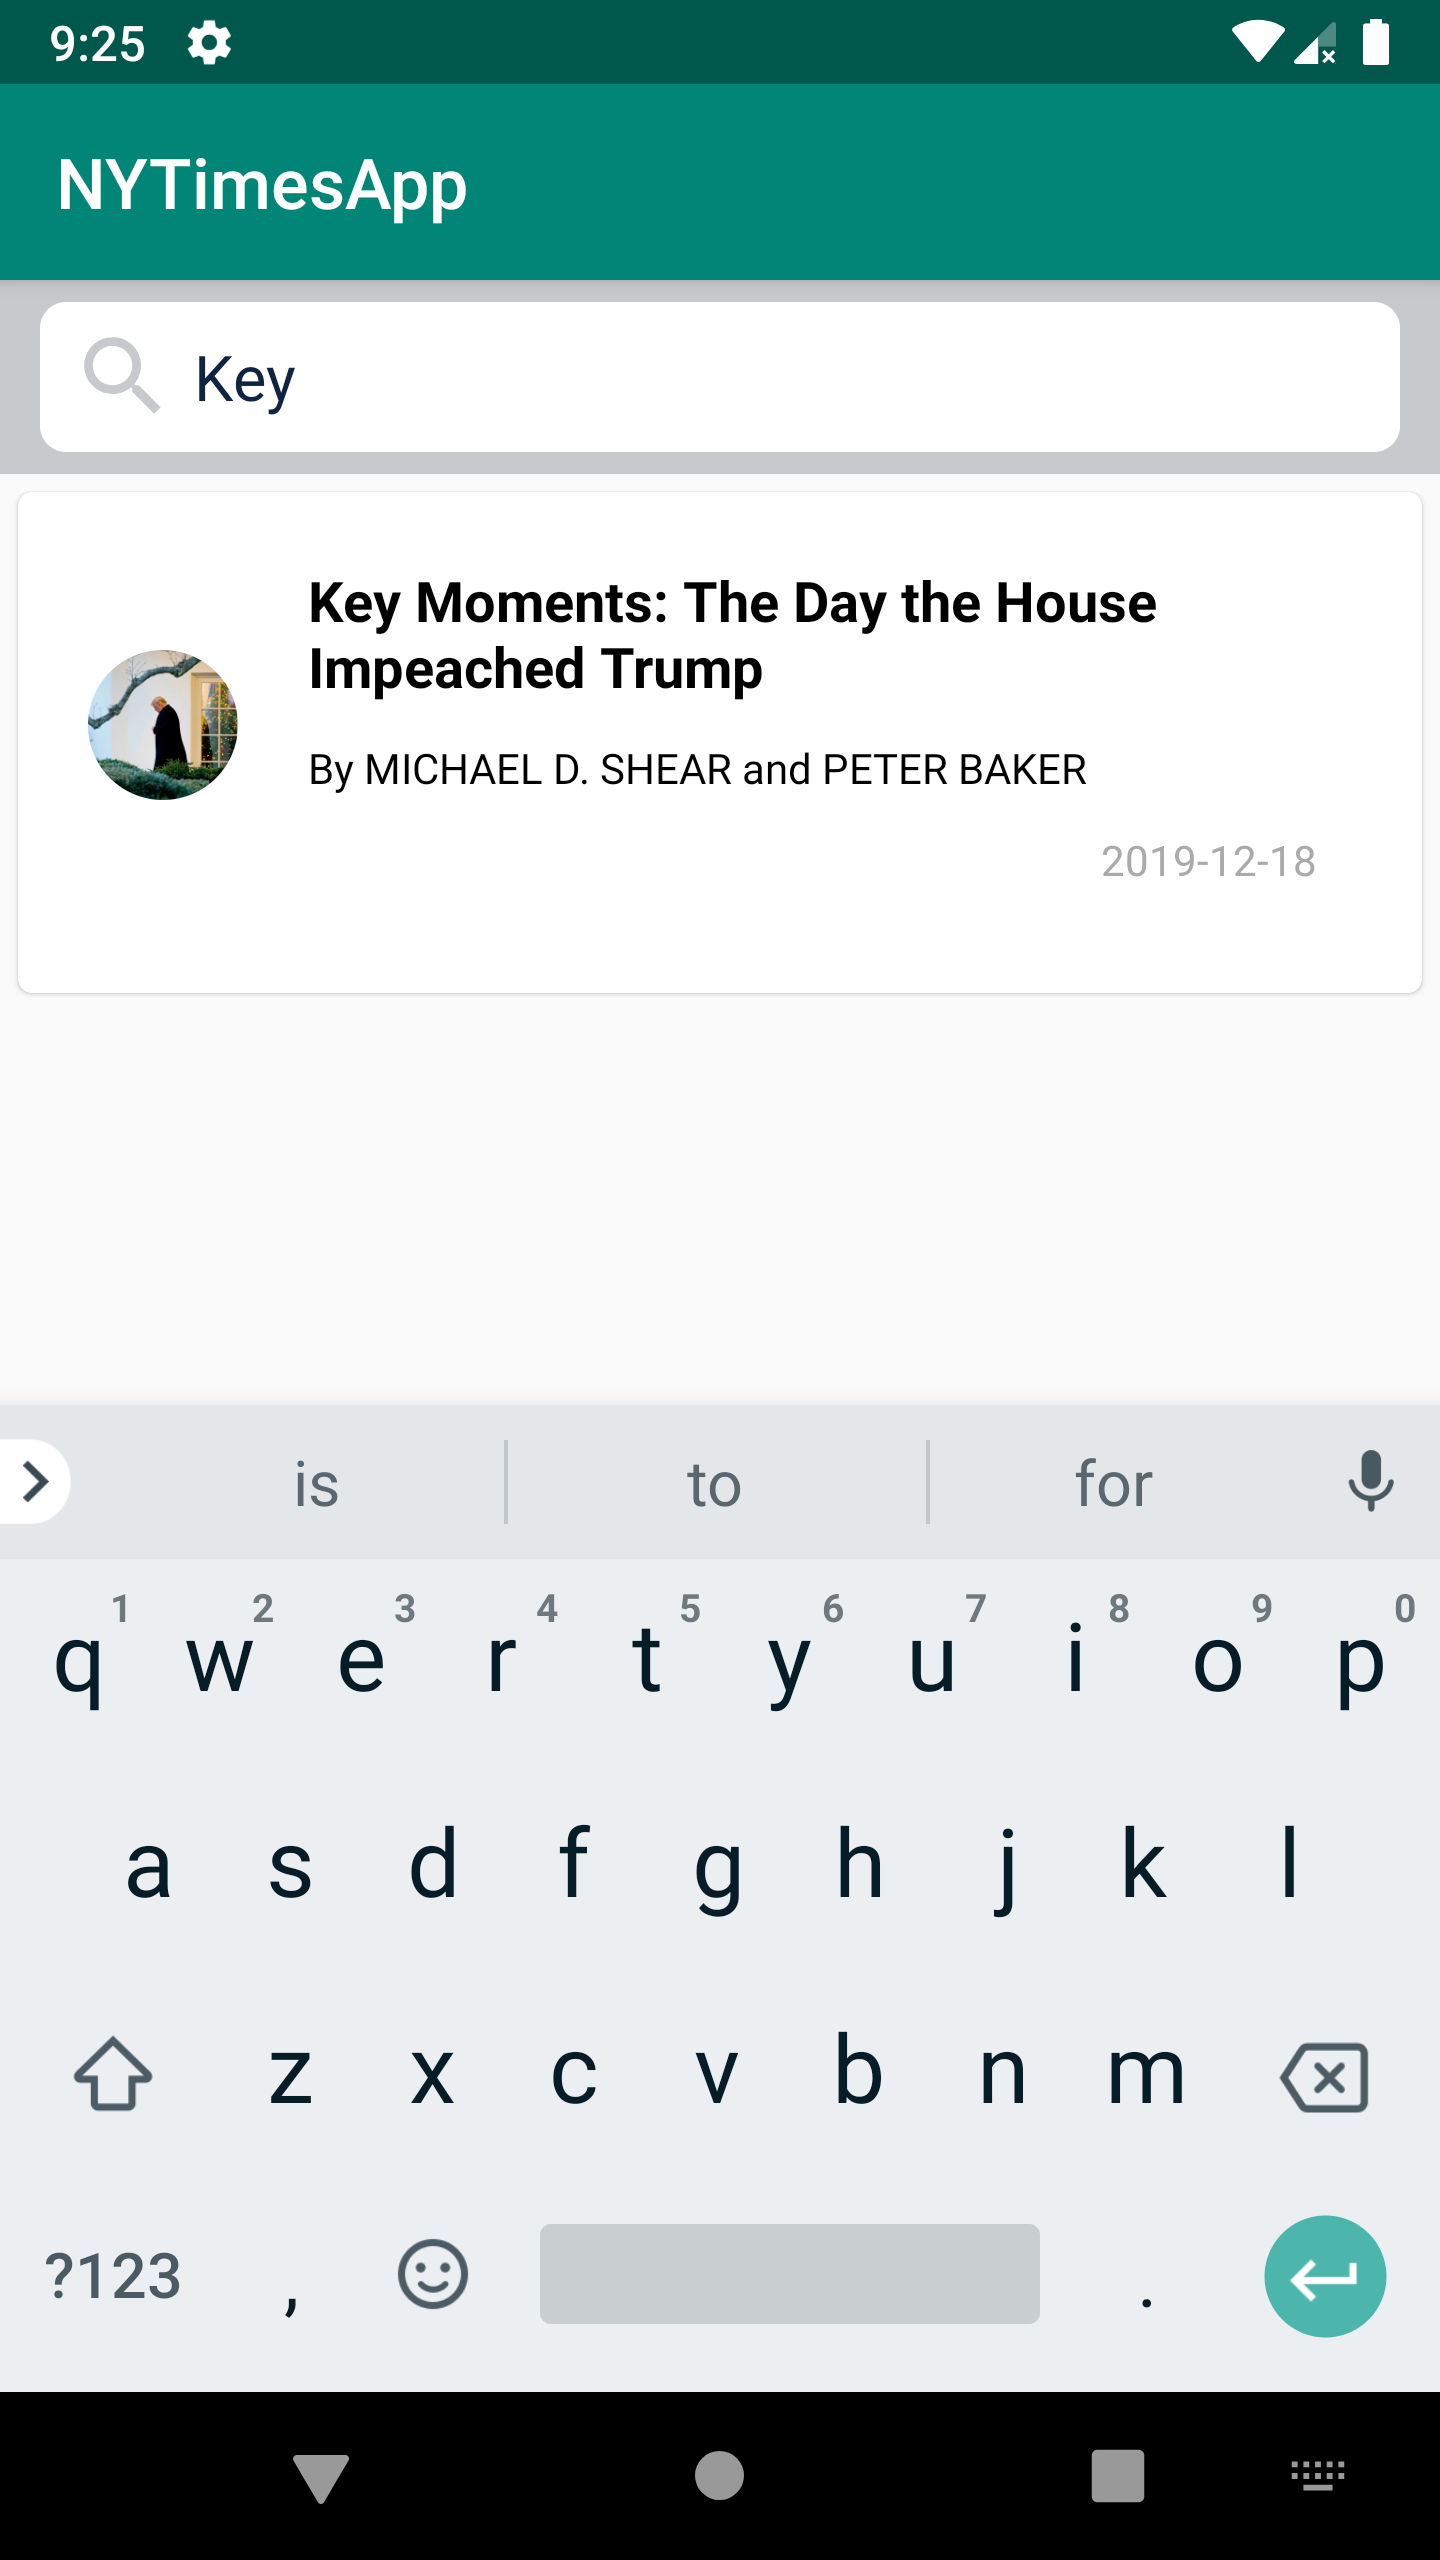 9:25
NYTimesApp
Key
Key Moments: The Day the House
Impeached Trump
By MICHAEL D. SHEAR and PETER BAKER
2019-12-18
is to for
1 2 3 4 5 6 7 8 9 0
q w e r t y u i o p
a s d f g h j k l
z x c v b n m
?123 , .